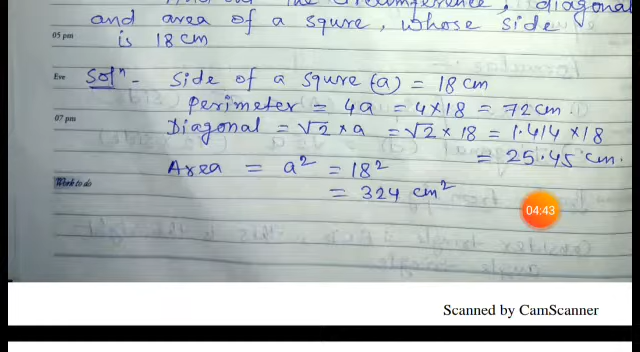 the circumference, diagonal
and area of a squre, whose side
05 pm
is 18 cm
Eve
Solⁿ- Side of a Squre (a) = 18 cm
Perimeter = 4a = 4×18 = 72 cm.
07 pm
Diagonal = √2 × a = √2 × 18 = 1.414 × 18
= 25.45 cm.
Area = a² = 18²
Work to do
= 324 cm²
04:43
Scanned by CamScanner